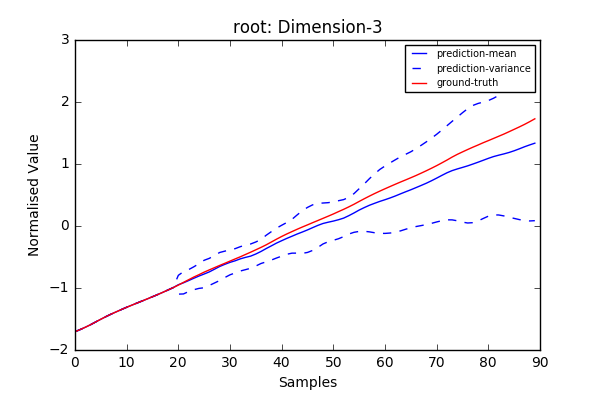 root: Dimension-3
3
2
1
0
−1
−2
Normalised Value
prediction-mean
prediction-variance
ground-truth
0 10 20 30 40 50 60 70 80 90
Samples